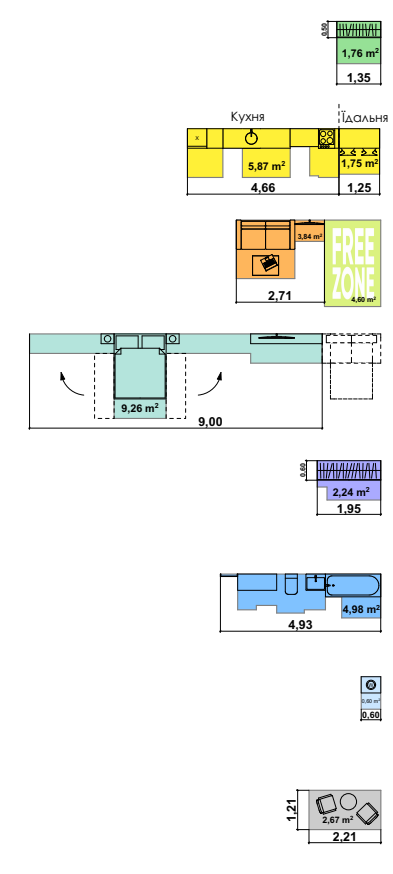 0,50
1,76 m²
1,35
Кухня
Їдальня
x
5,87 m²
1,75 m²
4,66
1,25
3,84 m²
FREE
ZONE
4,60 m²
2,71
9,26 m²
9,00
0,60
2,24 m²
1,95
4,98 m²
4,93
0,60 m²
0,60
1,21
2,67 m²
2,21